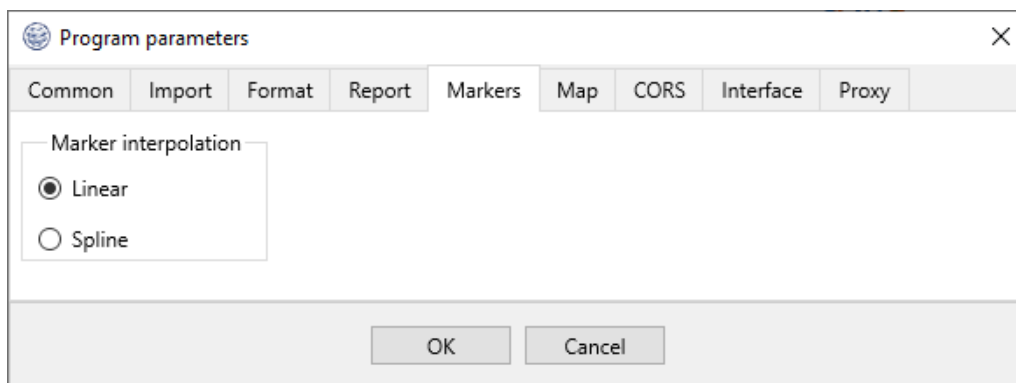 Program parameters
Common Import Format Report Markers Map CORS Interface Proxy
Marker interpolation
Linear
Spline
OK Cancel